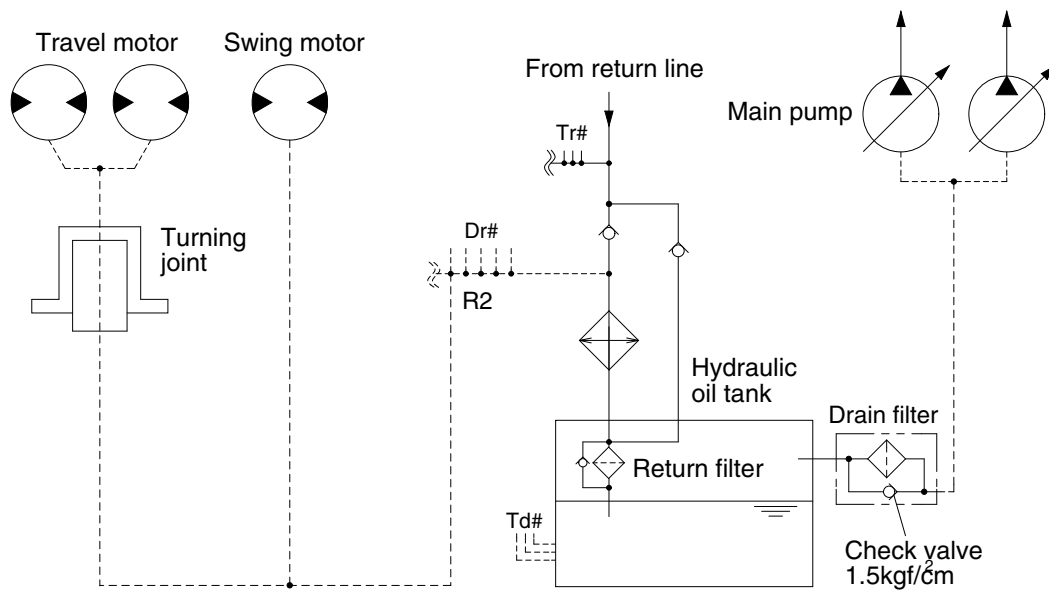 Travel motor
Swing motor
From return line
Main pump
Tr#
Turning
joint
Dr#
R2
Hydraulic
oil tank
Drain filter
Return filter
Td#
Check valve
1.5kgf/cm²